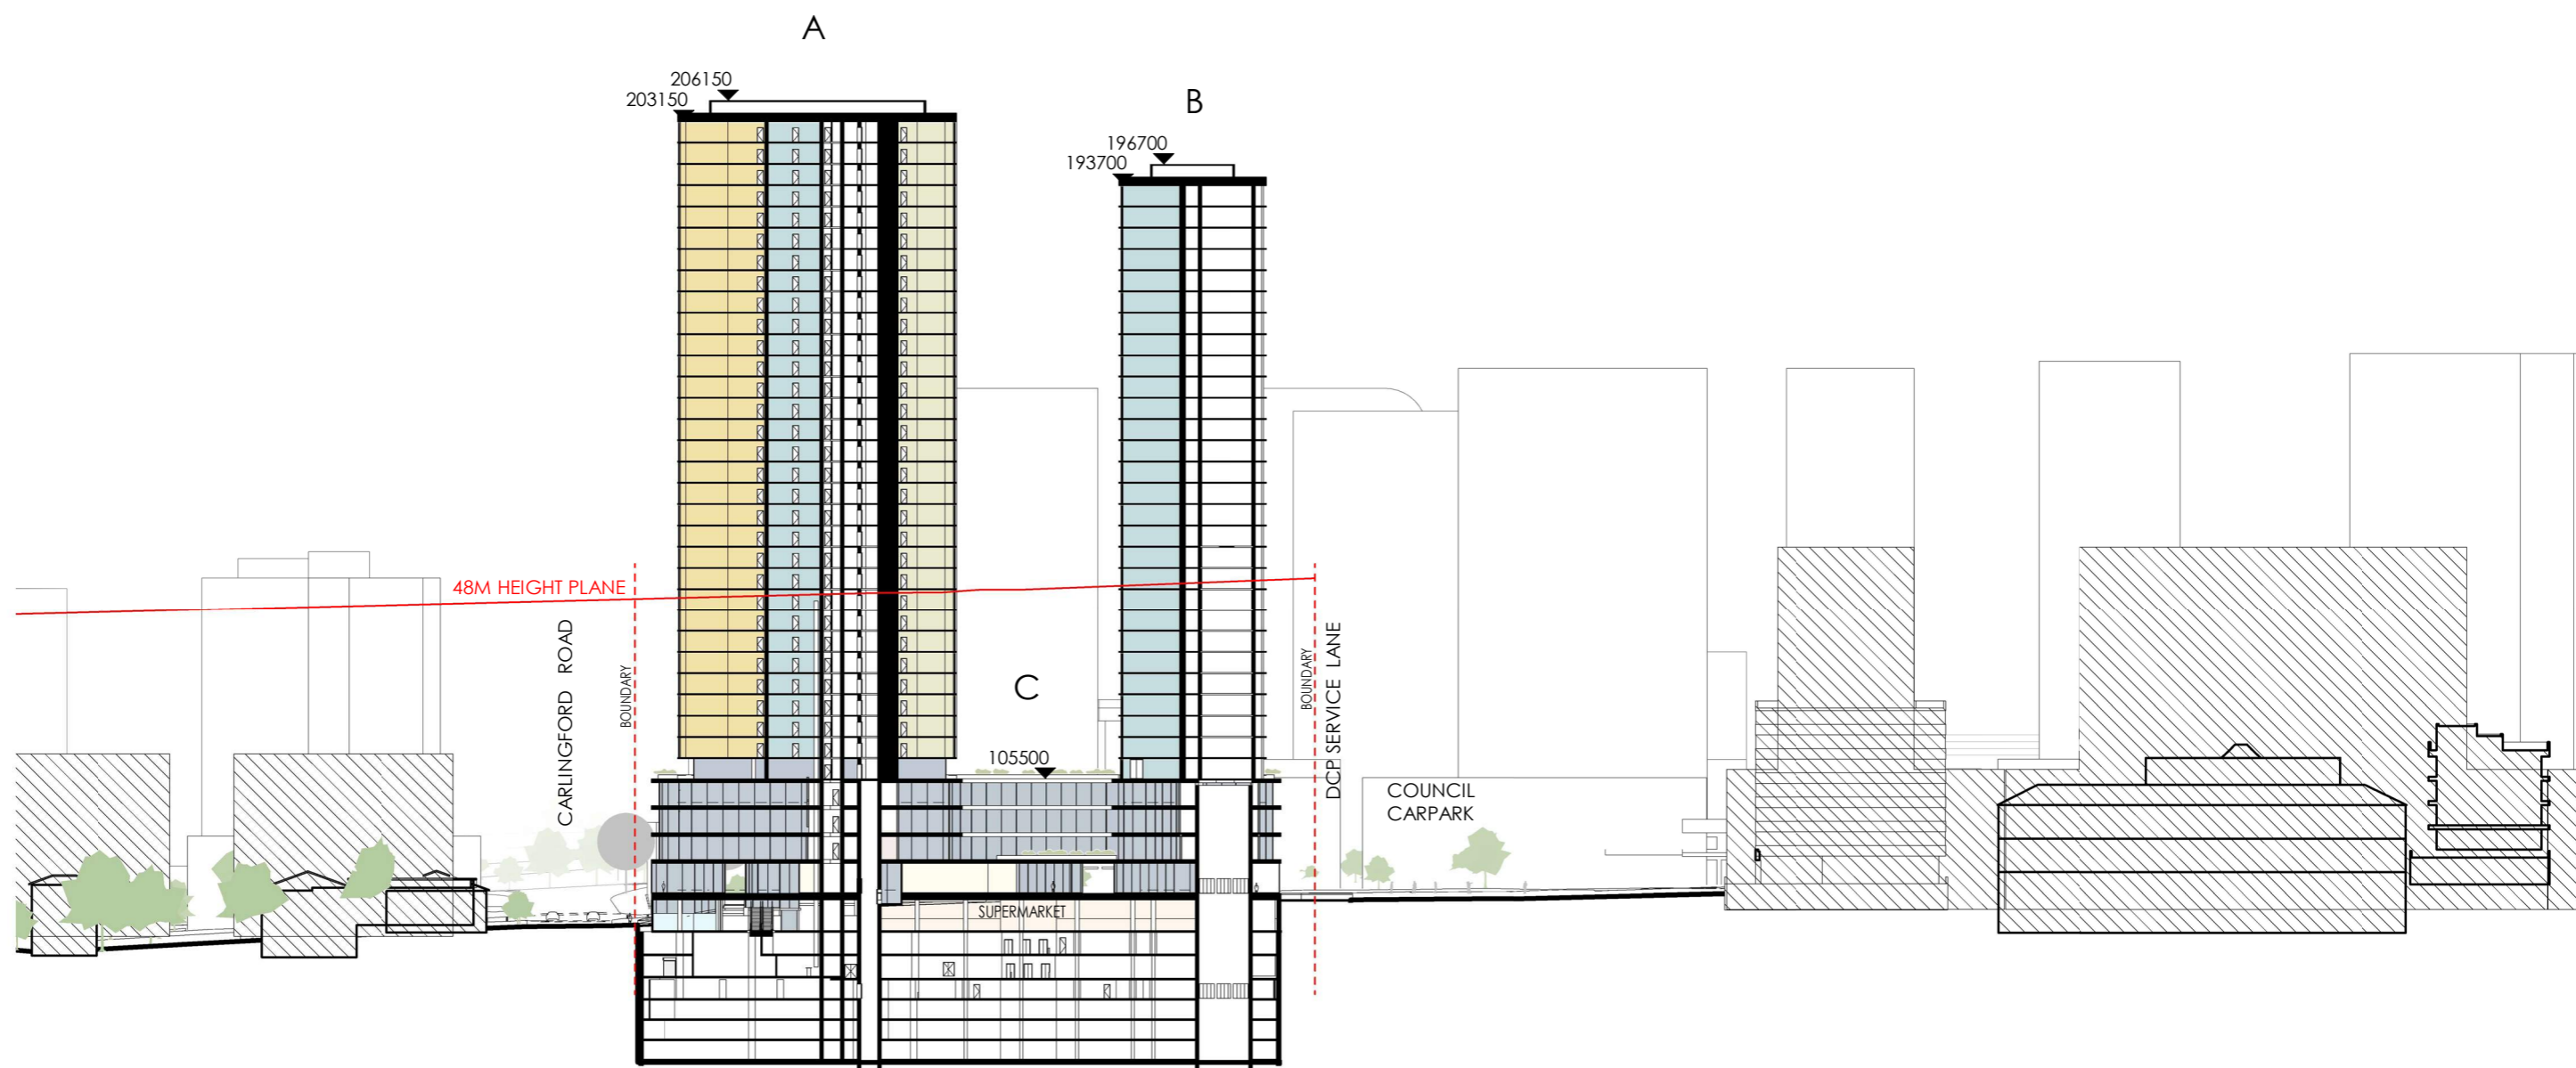 A
206150
203150
B
196700
193700
48M HEIGHT PLANE
CARLINGFORD ROAD
BOUNDARY
C
105500
BOUNDARY
DCP SERVICE LANE
COUNCIL
CARPARK
SUPERMARKET